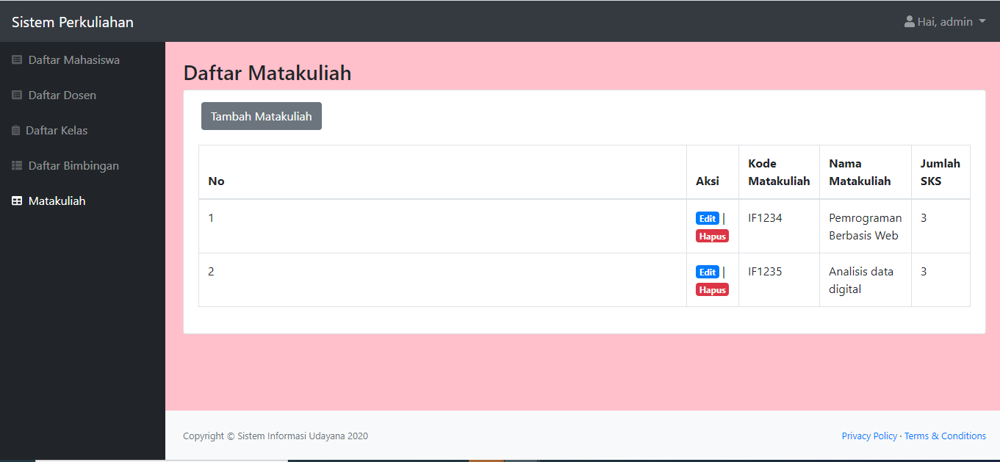 Sistem Perkuliahan
Hai, admin
Daftar Mahasiswa
Daftar Dosen
Daftar Kelas
Daftar Bimbingan
Matakuliah
Daftar Matakuliah
Tambah Matakuliah
No Aksi Kode Matakuliah Nama Matakuliah Jumlah SKS
1 Edit | Hapus IF1234 Pemrograman Berbasis Web 3
2 Edit | Hapus IF1235 Analisis data digital 3
Copyright © Sistem Informasi Udayana 2020
Privacy Policy · Terms & Conditions